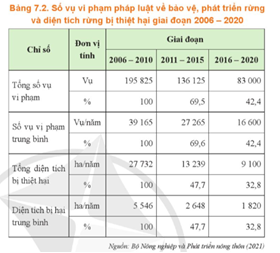 Bảng 7.2. Số vụ vi phạm pháp luật về bảo vệ, phát triển rừng
và diện tích rừng bị thiệt hại giai đoạn 2006 – 2020
Chỉ số Đơn vị tính Giai đoạn
2006 – 2010 2011 – 2015 2016 – 2020
Tổng số vụ vi phạm Vụ 195 825 136 125 83 000
% 100 69,5 42,4
Số vụ vi phạm trung bình Vụ/năm 39 165 27 265 16 600
% 100 69,6 42,4
Tổng diện tích bị thiệt hại ha/năm 27 732 13 239 9 100
% 100 47,7 32,8
Diện tích bị hại trung bình ha/năm 5 546 2 648 1 820
% 100 47,7 32,8
Nguồn: Bộ Nông nghiệp và Phát triển nông thôn (2021)